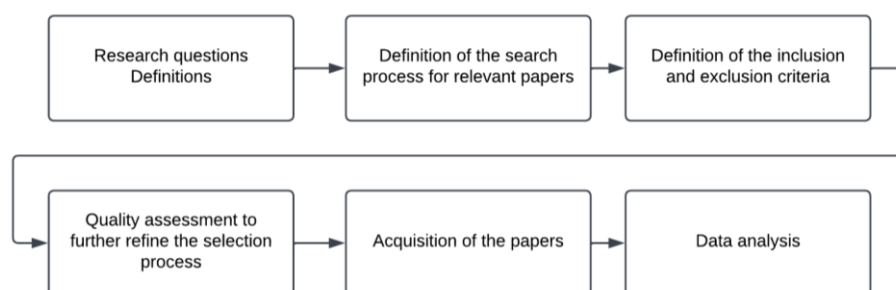 Research questions
Definitions
Definition of the search
process for relevant papers
Definition of the inclusion
and exclusion criteria
Quality assessment to
further refine the selection
process
Acquisition of the papers
Data analysis